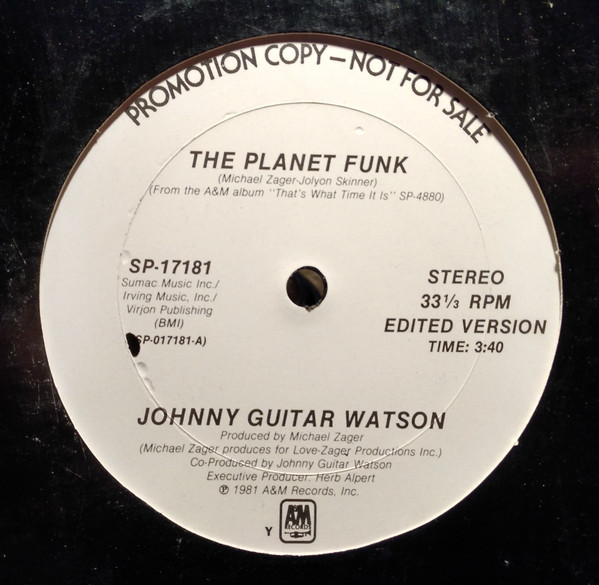 PROMOTION COPY—NOT FOR SALE
THE PLANET FUNK
(Michael Zager-Jolyon Skinner)
(From the A&M album "That's What Time It Is" SP-4880)
SP-17181
Sumac Music Inc./
Irving Music, Inc./
Virjon Publishing
(BMI)
SP-017181-A)
STEREO
33 1/3 RPM
EDITED VERSION
TIME: 3:40
JOHNNY GUITAR WATSON
Produced by Michael Zager
(Michael Zager produces for Love-Zager Productions Inc.)
Co-Produced by Johnny Guitar Watson
Executive Producer: Herb Alpert
℗ 1981 A&M Records, Inc.
Y
A&M
RECORDS